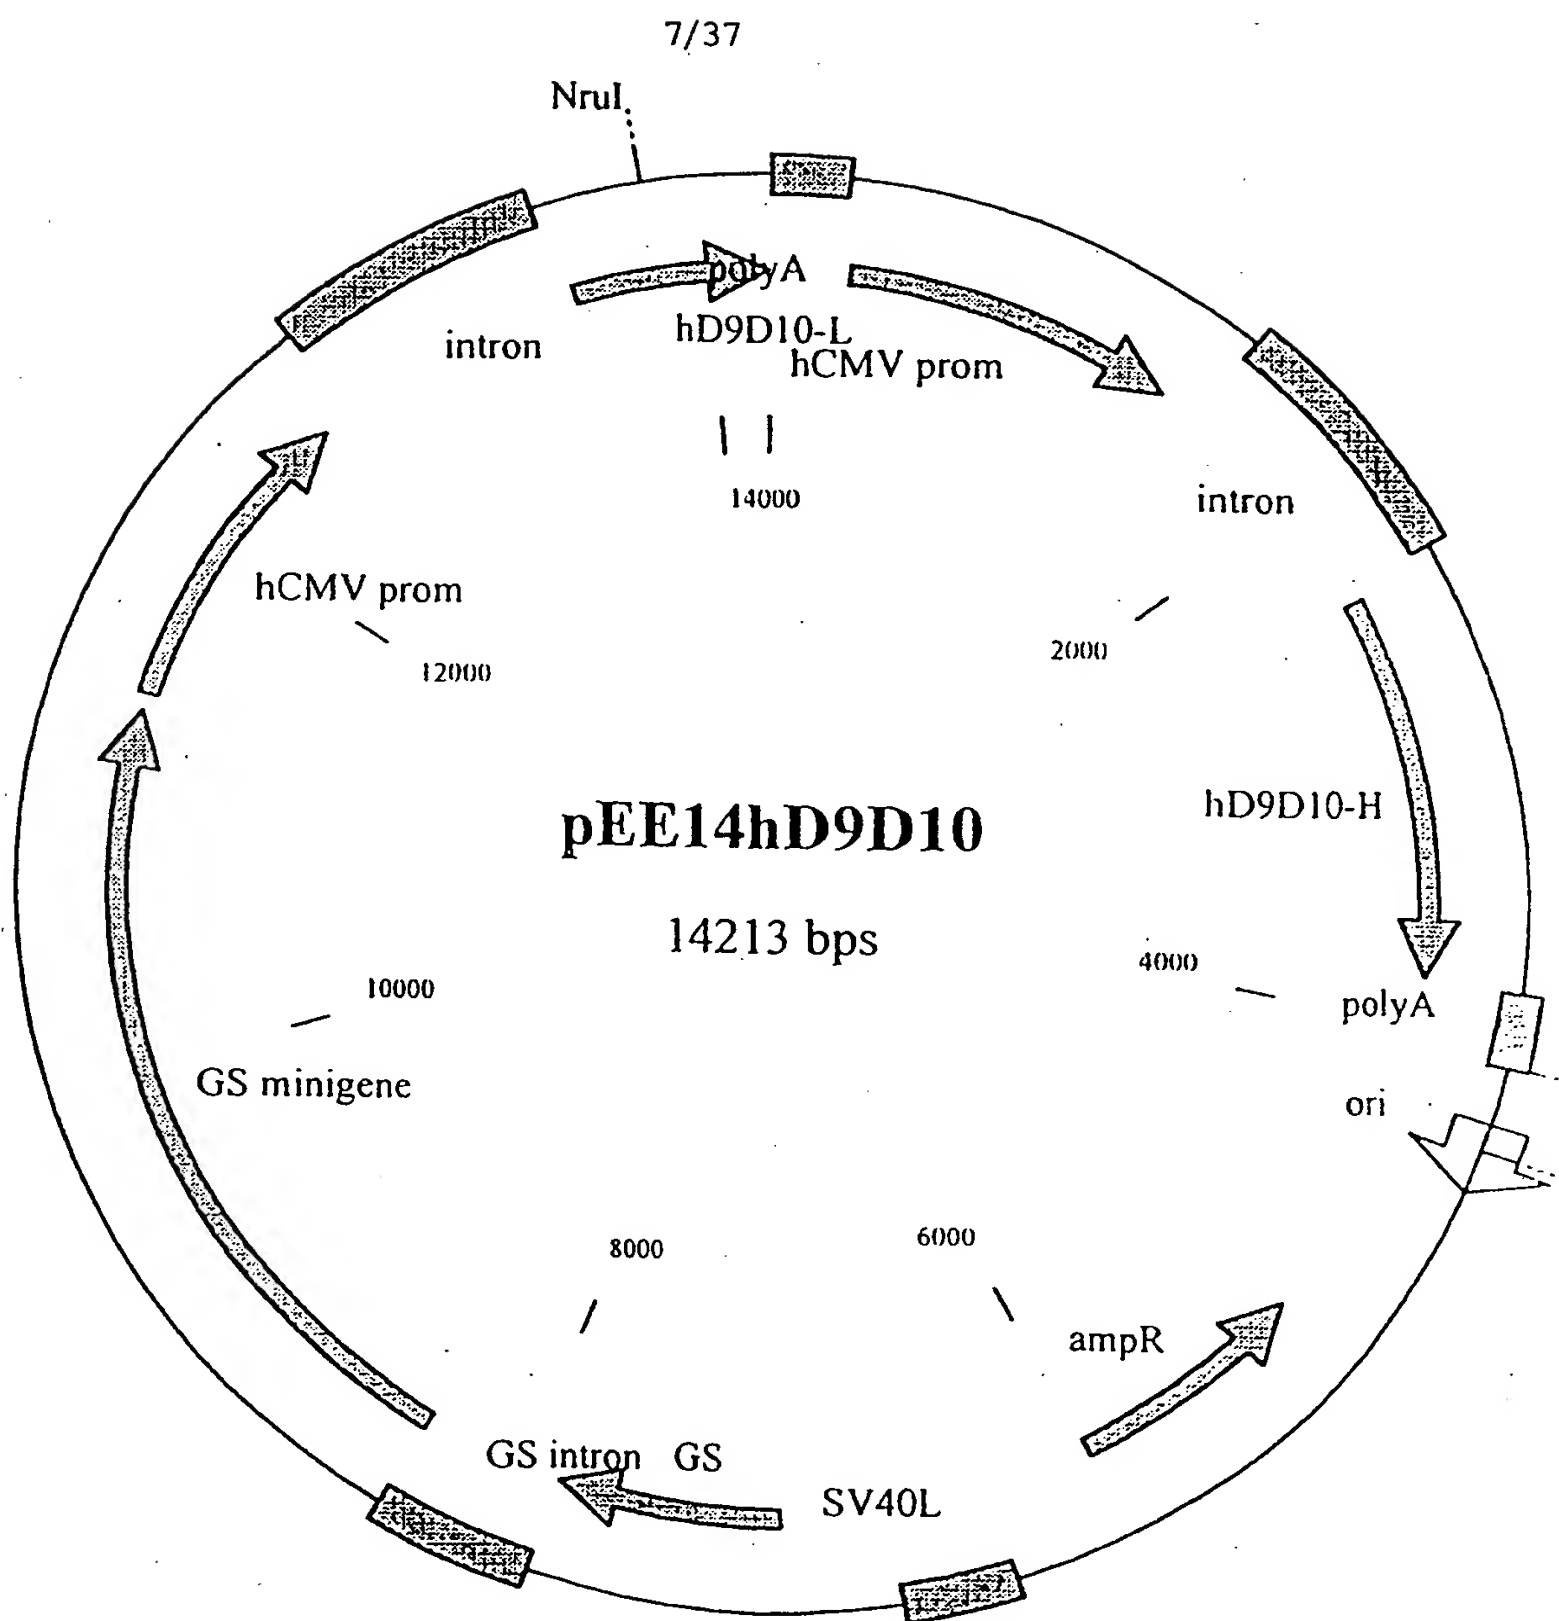 7/37
NruI
polyA
hD9D10-L
intron
hCMV prom
14000
intron
hCMV prom
2000
12000
hD9D10-H
pEE14hD9D10
14213 bps
4000
10000
polyA
GS minigene
ori
6000
8000
ampR
GS intron
GS
SV40L